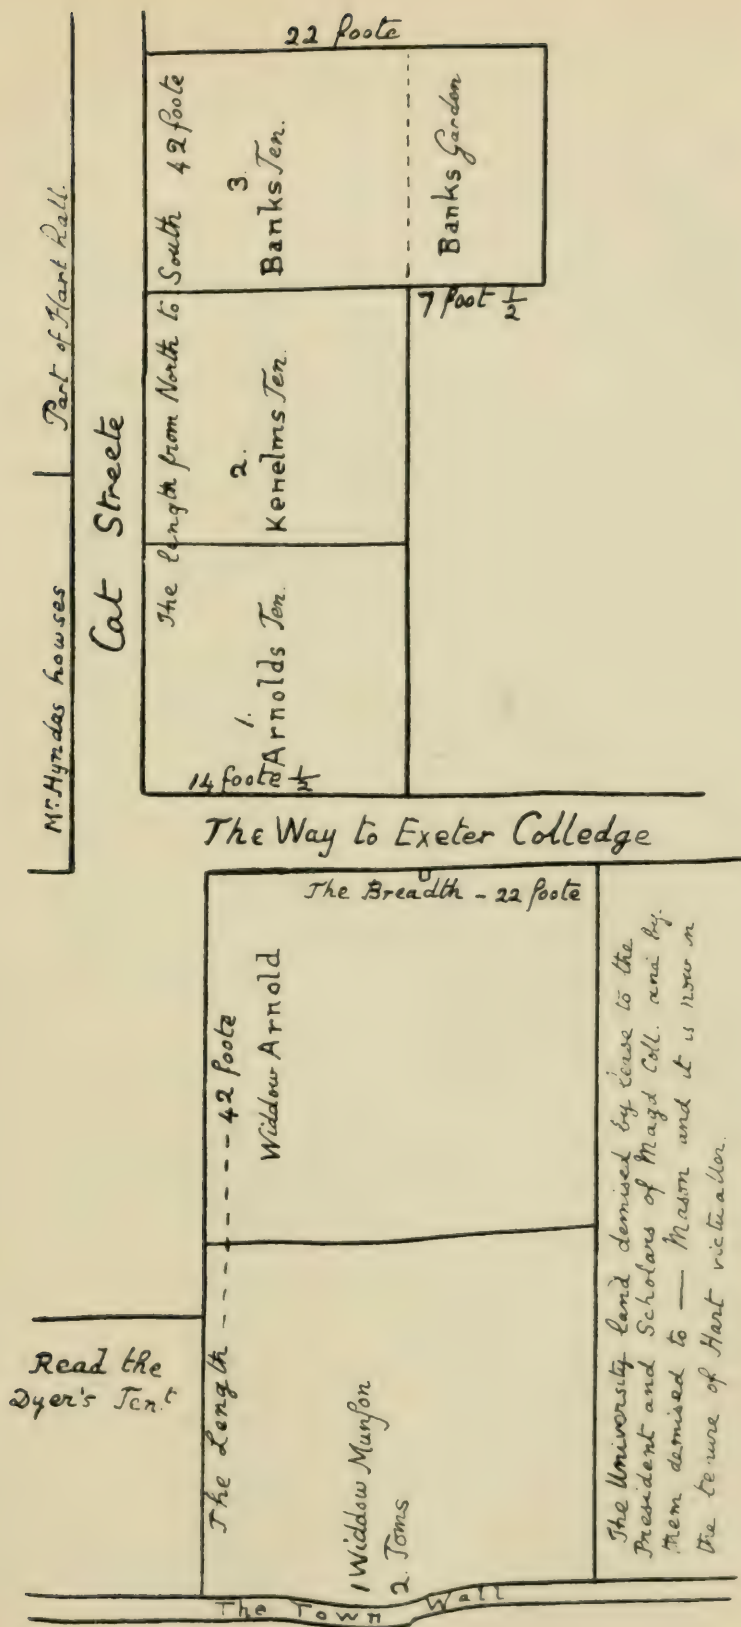 22 foote
Part of Hart Hall.
Mr. Hyndes howses
Cat Streete
The length from North to South 42 foote
3.
Banks Ten.
Banks Garden
7 foot ½
2.
Kenelms Ten.
1.
Arnolds Ten.
14 foote ½
The Way to Exeter Colledge
The Breadth - 22 foote
The Length - - - - - - - 42 foote
Widdow Arnold
Read the
Dyer's Tent.
1 Widdow Munson
2. Toms
The University land demised by lease to the
President and Scholars of Magd Coll. and by.
them demised to — Mason and it is now in
the tenure of Hart victualler.
The Town Wall